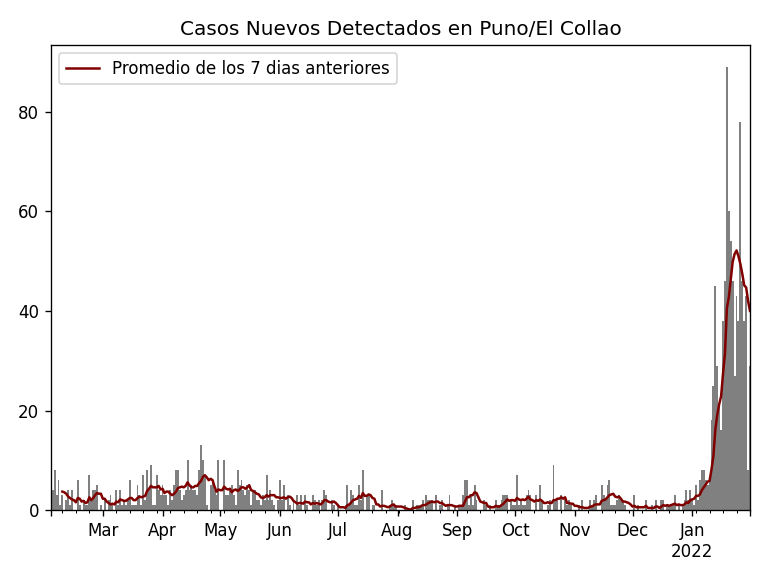 Casos Nuevos Detectados en Puno/El Collao
Promedio de los 7 dias anteriores
80
60
40
20
0
Mar Apr May Jun Jul Aug Sep Oct Nov Dec Jan
2022